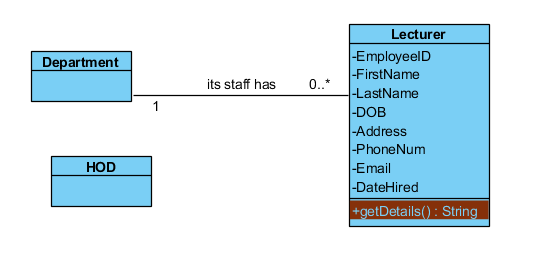 Department
its staff has
0..*
1
HOD
Lecturer
-EmployeeID
-FirstName
-LastName
-DOB
-Address
-PhoneNum
-Email
-DateHired
+getDetails() : String